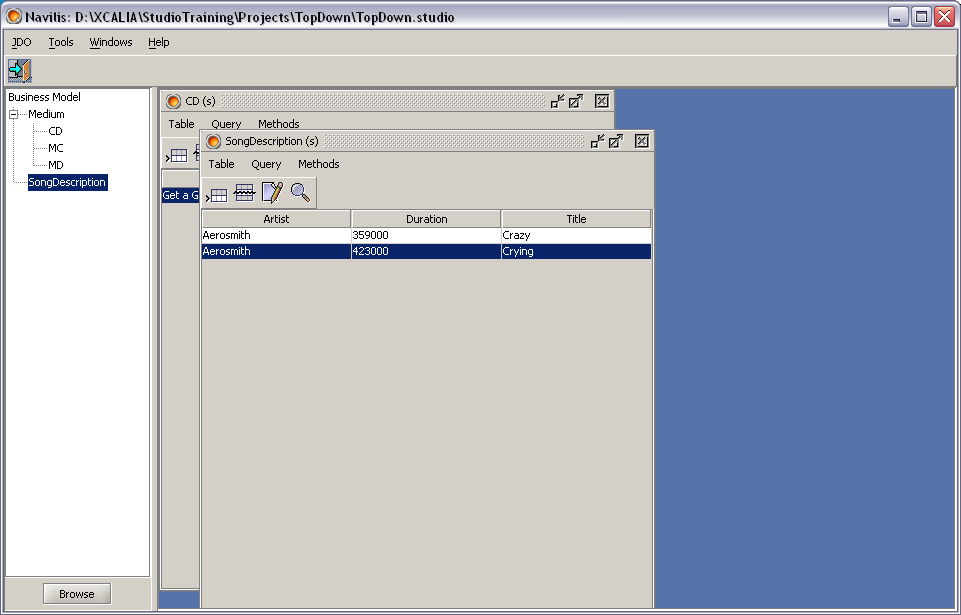 Navilis: D:\XCALIA\StudioTraining\Projects\TopDown\TopDown.studio
JDO Tools Windows Help
Business Model
Medium
CD
MC
MD
SongDescription
Browse
CD (s)
Table Query Methods
Get a G
SongDescription (s)
Table Query Methods
Artist Duration Title
Aerosmith 359000 Crazy
Aerosmith 423000 Crying